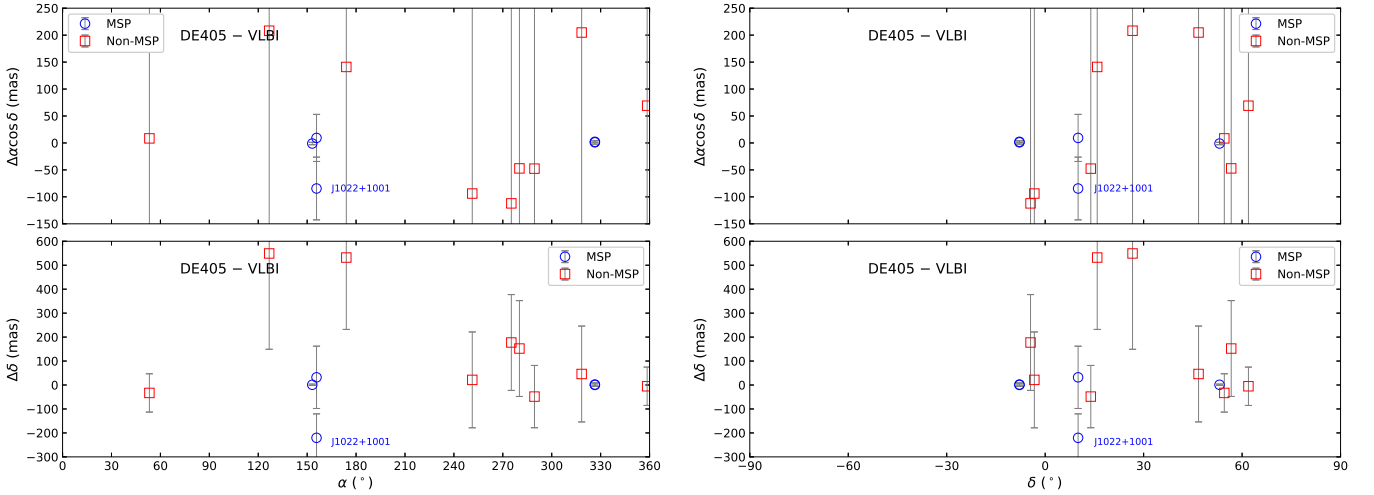 250
200
150
100
50
0
−50
−100
−150
Δαcosδ (mas)
MSP
Non-MSP
DE405 − VLBI
J1022+1001
600
500
400
300
200
100
0
−100
−200
−300
Δδ (mas)
DE405 − VLBI
MSP
Non-MSP
J1022+1001
0 30 60 90 120 150 180 210 240 270 300 330 360
α (°)
250
200
150
100
50
0
−50
−100
−150
Δαcosδ (mas)
DE405 − VLBI
MSP
Non-MSP
J1022+1001
600
500
400
300
200
100
0
−100
−200
−300
Δδ (mas)
DE405 − VLBI
MSP
Non-MSP
J1022+1001
−90 −60 −30 0 30 60 90
δ (°)